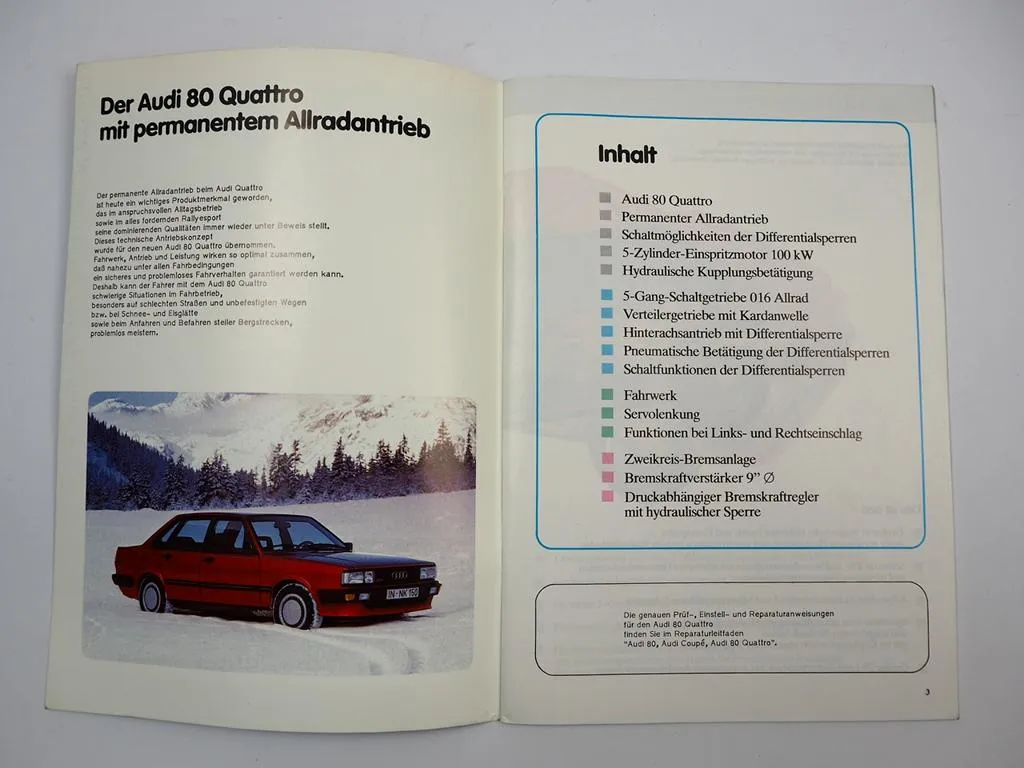 Der Audi 80 Quattro
mit permanentem Allradantrieb
Der permanente Allradantrieb beim Audi Quattro
ist heute ein wichtiges Produktmerkmal geworden,
das im anspruchsvollen Alltagsbetrieb
sowie im alles fordernden Rallyesport
seine dominierenden Qualitäten immer wieder unter Beweis stellt.
Dieses technische Antriebskonzept
wurde für den neuen Audi 80 Quattro übernommen.
Fahrwerk, Antrieb und Leistung wirken so optimal zusammen,
daß nahezu unter allen Fahrbedingungen
ein sicheres und problemloses Fahrverhalten garantiert werden kann.
Deshalb kann der Fahrer mit dem Audi 80 Quattro
schwierige Situationen im Fahrbetrieb,
besonders auf schlechten Straßen und unbefestigten Wegen
bzw. bei Schnee- und Eisglätte
sowie beim Anfahren und Befahren steiler Bergstrecken,
problemlos meistern.
IN-NK 150
Inhalt
Audi 80 Quattro
Permanenter Allradantrieb
Schaltmöglichkeiten der Differentialsperren
5-Zylinder-Einspritzmotor 100 kW
Hydraulische Kupplungsbetätigung
5-Gang-Schaltgetriebe 016 Allrad
Verteilergetriebe mit Kardanwelle
Hinterachsantrieb mit Differentialsperre
Pneumatische Betätigung der Differentialsperren
Schaltfunktionen der Differentialsperren
Fahrwerk
Servolenkung
Funktionen bei Links- und Rechtseinschlag
Zweikreis-Bremsanlage
Bremskraftverstärker 9” Ø
Druckabhängiger Bremskraftregler
mit hydraulischer Sperre
Die genauen Prüf-, Einstell- und Reparaturanweisungen
für den Audi 80 Quattro
finden Sie im Reparaturleitfaden
"Audi 80, Audi Coupé, Audi 80 Quattro".
3